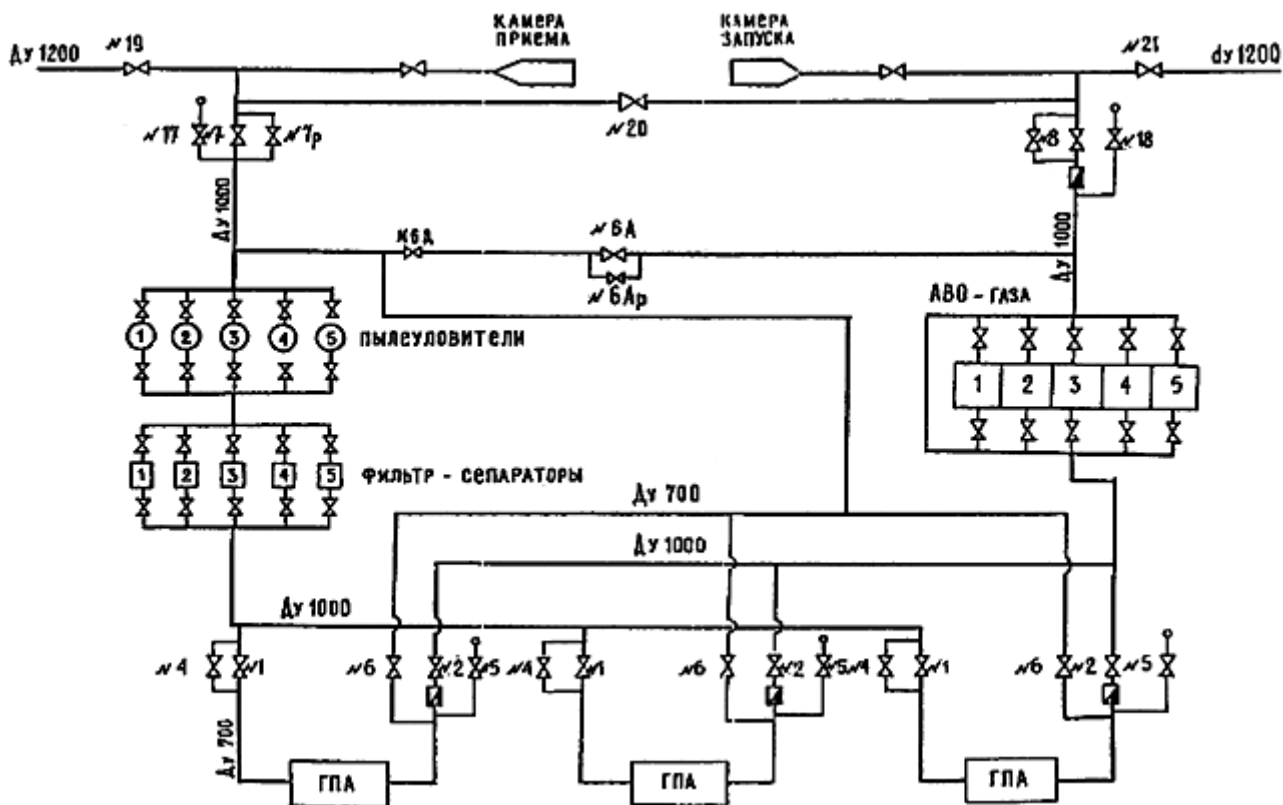 КАМЕРА
ПРИЕМА
КАМЕРА
ЗАПУСКА
Ду 1200
№19
№21
dу 1200
№20
№17
№7
№7р
№8
№18
Ду 1000
Ду 1000
К6Д
№6А
№6Ар
АВО - ГАЗА
1
2
3
4
5
ПЫЛЕУЛОВИТЕЛИ
1
2
3
4
5
1
2
3
4
5
ФИЛЬТР - СЕПАРАТОРЫ
Ду 700
Ду 1000
Ду 1000
№4
№1
№6
№2
№5
№4
№1
№6
№2
№5
№4
№1
№6
№2
№5
Ду 700
ГПА
ГПА
ГПА